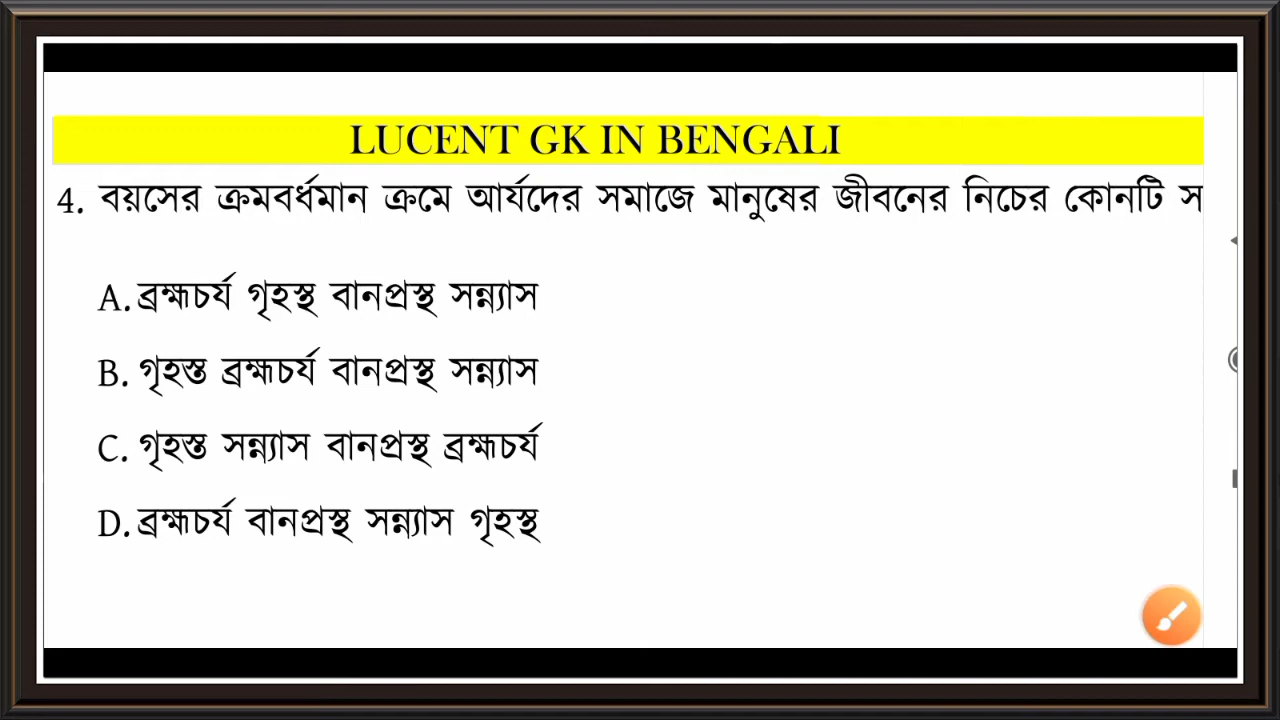 LUCENT GK IN BENGALI
4. বয়সের ক্রমবর্ধমান ক্রমে আর্যদের সমাজে মানুষের জীবনের নিচের কোনটি স
A. ব্রহ্মচর্য গৃহস্থ বানপ্রস্থ সন্ন্যাস
B. গৃহস্ত ব্রহ্মচর্য বানপ্রস্থ সন্ন্যাস
C. গৃহস্ত সন্ন্যাস বানপ্রস্থ ব্রহ্মচর্য
D. ব্রহ্মচর্য বানপ্রস্থ সন্ন্যাস গৃহস্থ